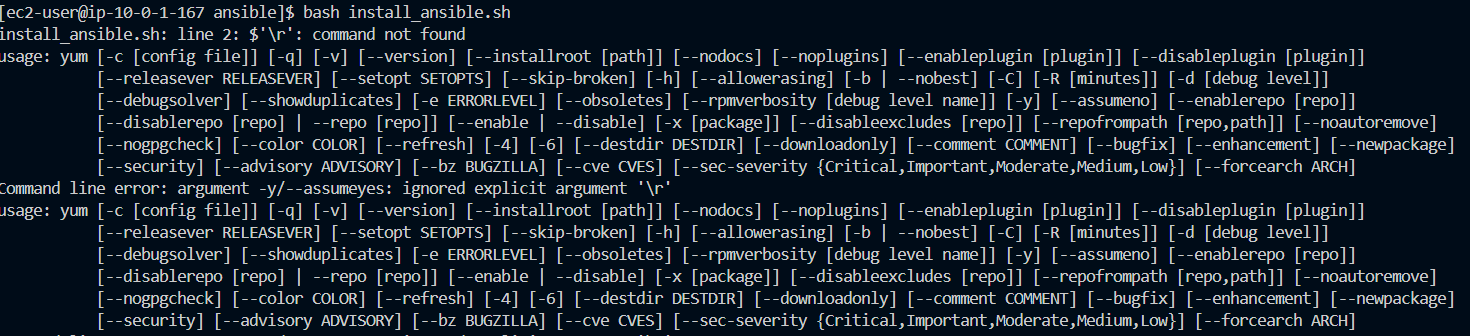 [ec2-user@ip-10-0-1-167 ansible]$ bash install_ansible.sh
install_ansible.sh: line 2: $'\r': command not found
usage: yum [-c [config file]] [-q] [-v] [--version] [--installroot [path]] [--nodocs] [--noplugins] [--enableplugin [plugin]] [--disableplugin [plugin]]
[--releasever RELEASEVER] [--setopt SETOPTS] [--skip-broken] [-h] [--allowerasing] [-b | --nobest] [-C] [-R [minutes]] [-d [debug level]]
[--debugsolver] [--showduplicates] [-e ERRORLEVEL] [--obsoletes] [--rpmverbosity [debug level name]] [-y] [--assumeno] [--enablerepo [repo]]
[--disablerepo [repo] | --repo [repo]] [--enable | --disable] [-x [package]] [--disableexcludes [repo]] [--repofrompath [repo,path]] [--noautoremove]
[--nogpgcheck] [--color COLOR] [--refresh] [-4] [-6] [--destdir DESTDIR] [--downloadonly] [--comment COMMENT] [--bugfix] [--enhancement] [--newpackage]
[--security] [--advisory ADVISORY] [--bz BUGZILLA] [--cve CVES] [--sec-severity {Critical,Important,Moderate,Medium,Low}] [--forcearch ARCH]
Command line error: argument -y/--assumeyes: ignored explicit argument '\r'
usage: yum [-c [config file]] [-q] [-v] [--version] [--installroot [path]] [--nodocs] [--noplugins] [--enableplugin [plugin]] [--disableplugin [plugin]]
[--releasever RELEASEVER] [--setopt SETOPTS] [--skip-broken] [-h] [--allowerasing] [-b | --nobest] [-C] [-R [minutes]] [-d [debug level]]
[--debugsolver] [--showduplicates] [-e ERRORLEVEL] [--obsoletes] [--rpmverbosity [debug level name]] [-y] [--assumeno] [--enablerepo [repo]]
[--disablerepo [repo] | --repo [repo]] [--enable | --disable] [-x [package]] [--disableexcludes [repo]] [--repofrompath [repo,path]] [--noautoremove]
[--nogpgcheck] [--color COLOR] [--refresh] [-4] [-6] [--destdir DESTDIR] [--downloadonly] [--comment COMMENT] [--bugfix] [--enhancement] [--newpackage]
[--security] [--advisory ADVISORY] [--bz BUGZILLA] [--cve CVES] [--sec-severity {Critical,Important,Moderate,Medium,Low}] [--forcearch ARCH]